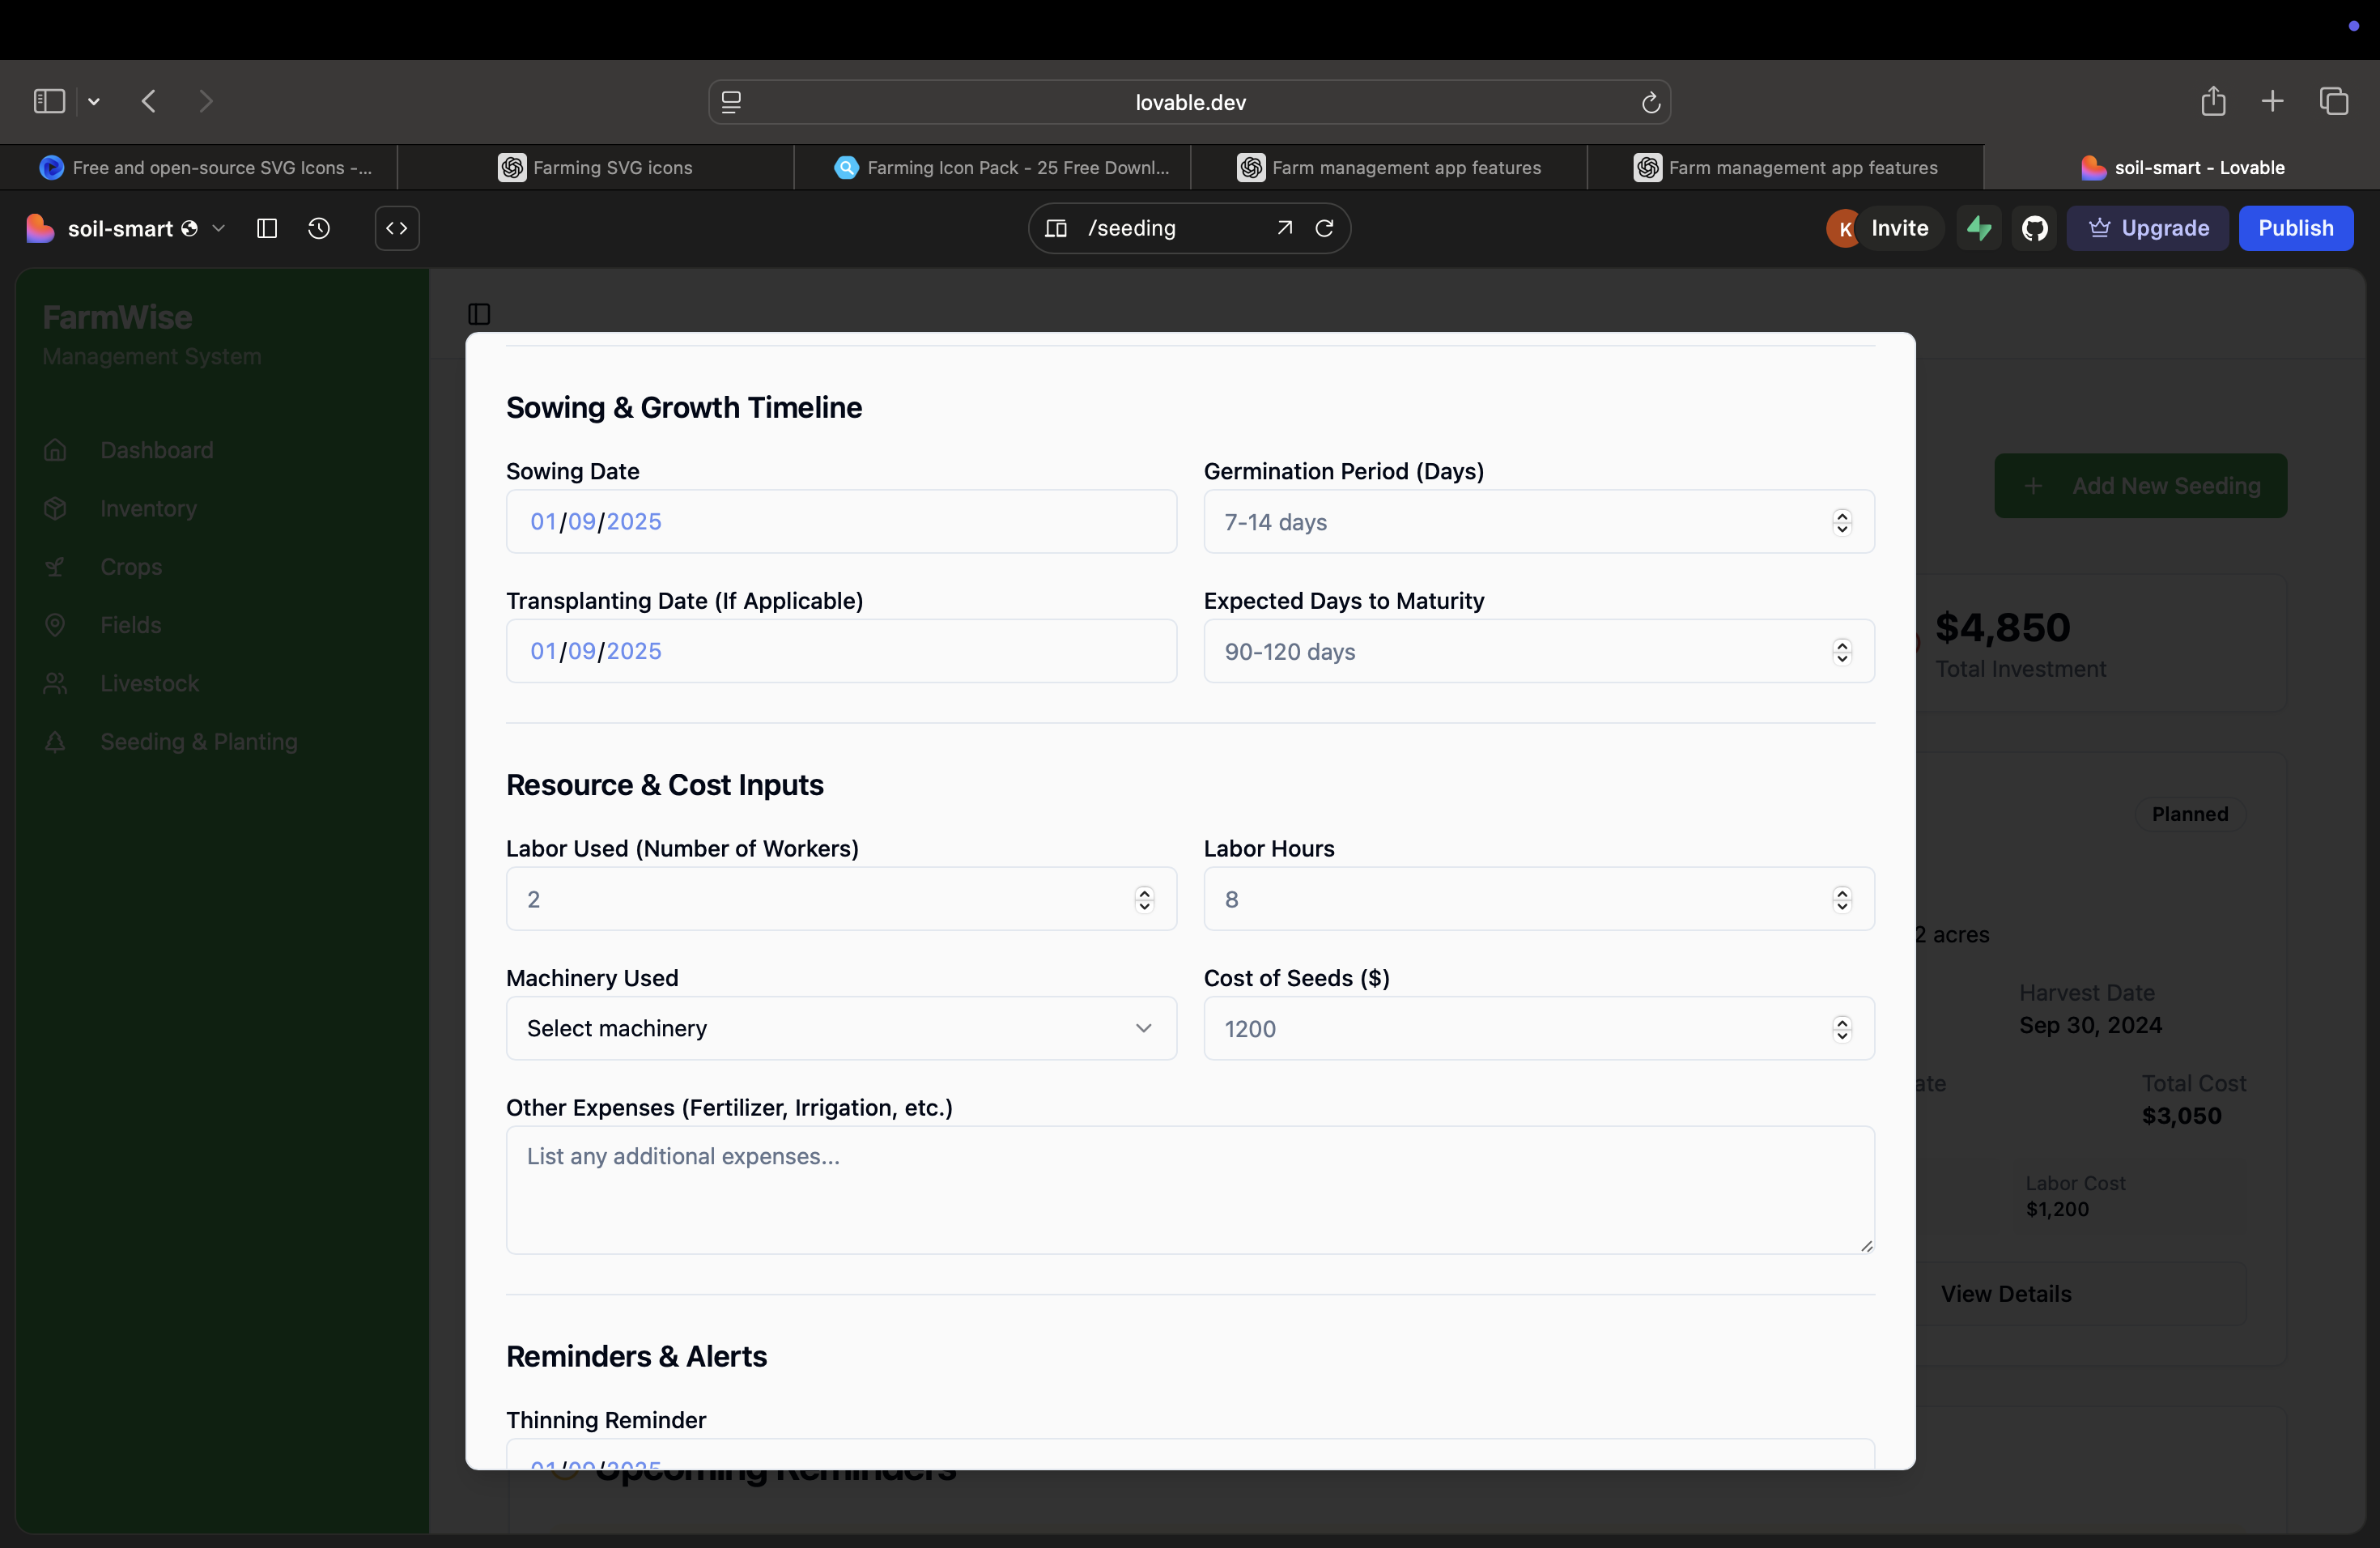 lovable.dev
Free and open-source SVG Icons -...
Farming SVG icons
Farming Icon Pack - 25 Free Downl...
Farm management app features
Farm management app features
soil-smart - Lovable
soil-smart
/seeding
K
Invite
Upgrade
Publish
FarmWise
Management System
Dashboard
Inventory
Crops
Fields
Livestock
Seeding & Planting
Sowing & Growth Timeline
Sowing Date
01/09/2025
Germination Period (Days)
7-14 days
Transplanting Date (If Applicable)
01/09/2025
Expected Days to Maturity
90-120 days
Resource & Cost Inputs
Labor Used (Number of Workers)
2
Labor Hours
8
Machinery Used
Select machinery
Cost of Seeds ($)
1200
Other Expenses (Fertilizer, Irrigation, etc.)
List any additional expenses...
Reminders & Alerts
Thinning Reminder
01/09/2025
Upcoming Reminders
+ Add New Seeding
$4,850
Total Investment
Planned
2 acres
Harvest Date
Sep 30, 2024
ate
Total Cost
$3,050
Labor Cost
$1,200
View Details